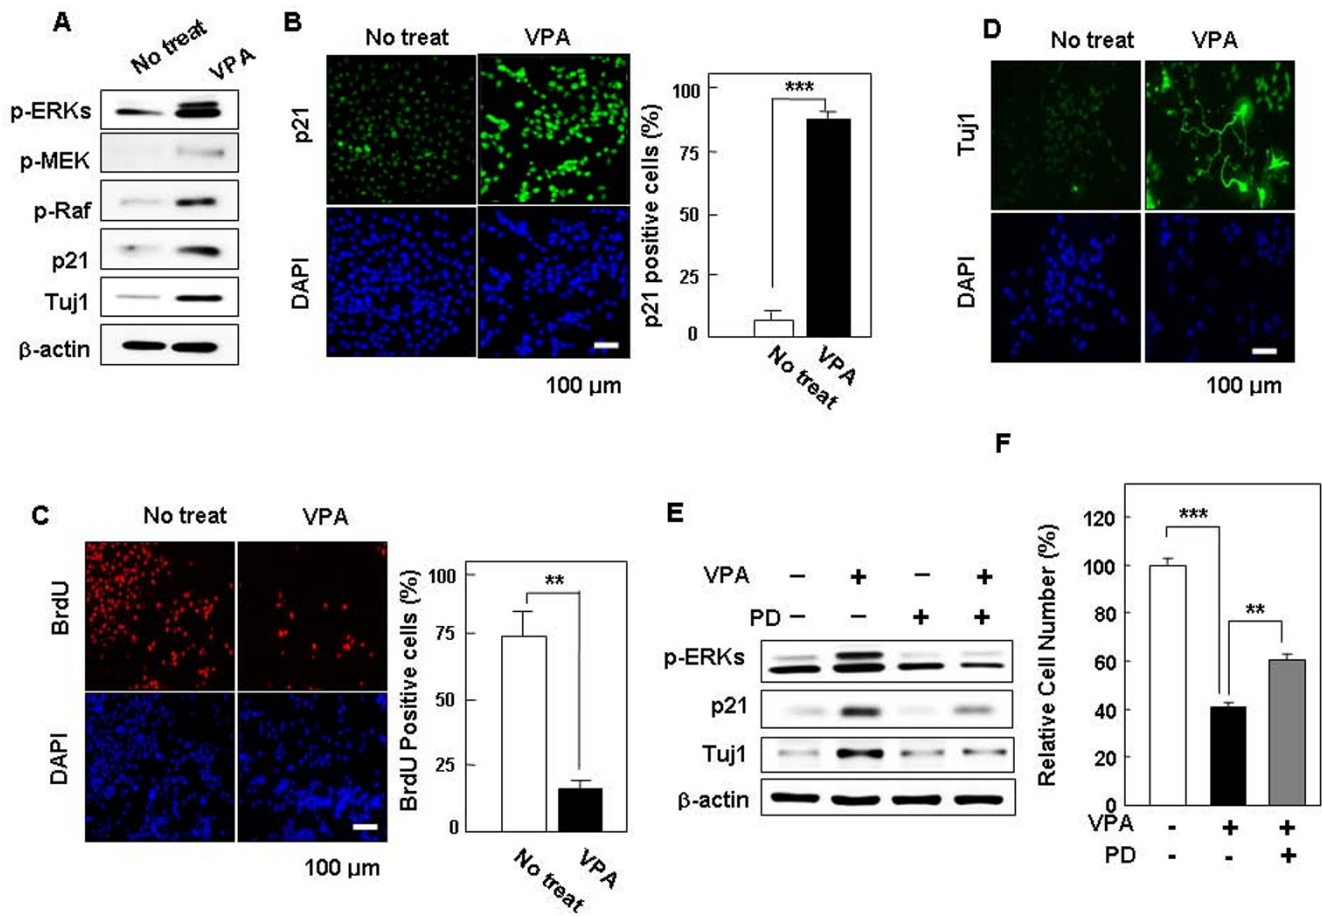 A
No treat
VPA
p-ERKs
p-MEK
p-Raf
p21
Tuj1
β-actin
B
No treat
VPA
p21
DAPI
100 µm
p21 positive cells (%)
100
75
50
25
0
***
No treat
VPA
D
No treat
VPA
Tuj1
DAPI
100 µm
C
No treat
VPA
BrdU
DAPI
100 µm
BrdU Positive cells (%)
100
75
50
25
0
**
No treat
VPA
E
VPA − + − +
PD − − + +
p-ERKs
p21
Tuj1
β-actin
F
Relative Cell Number (%)
120
100
80
60
40
20
0
***
**
VPA - + +
PD - - +